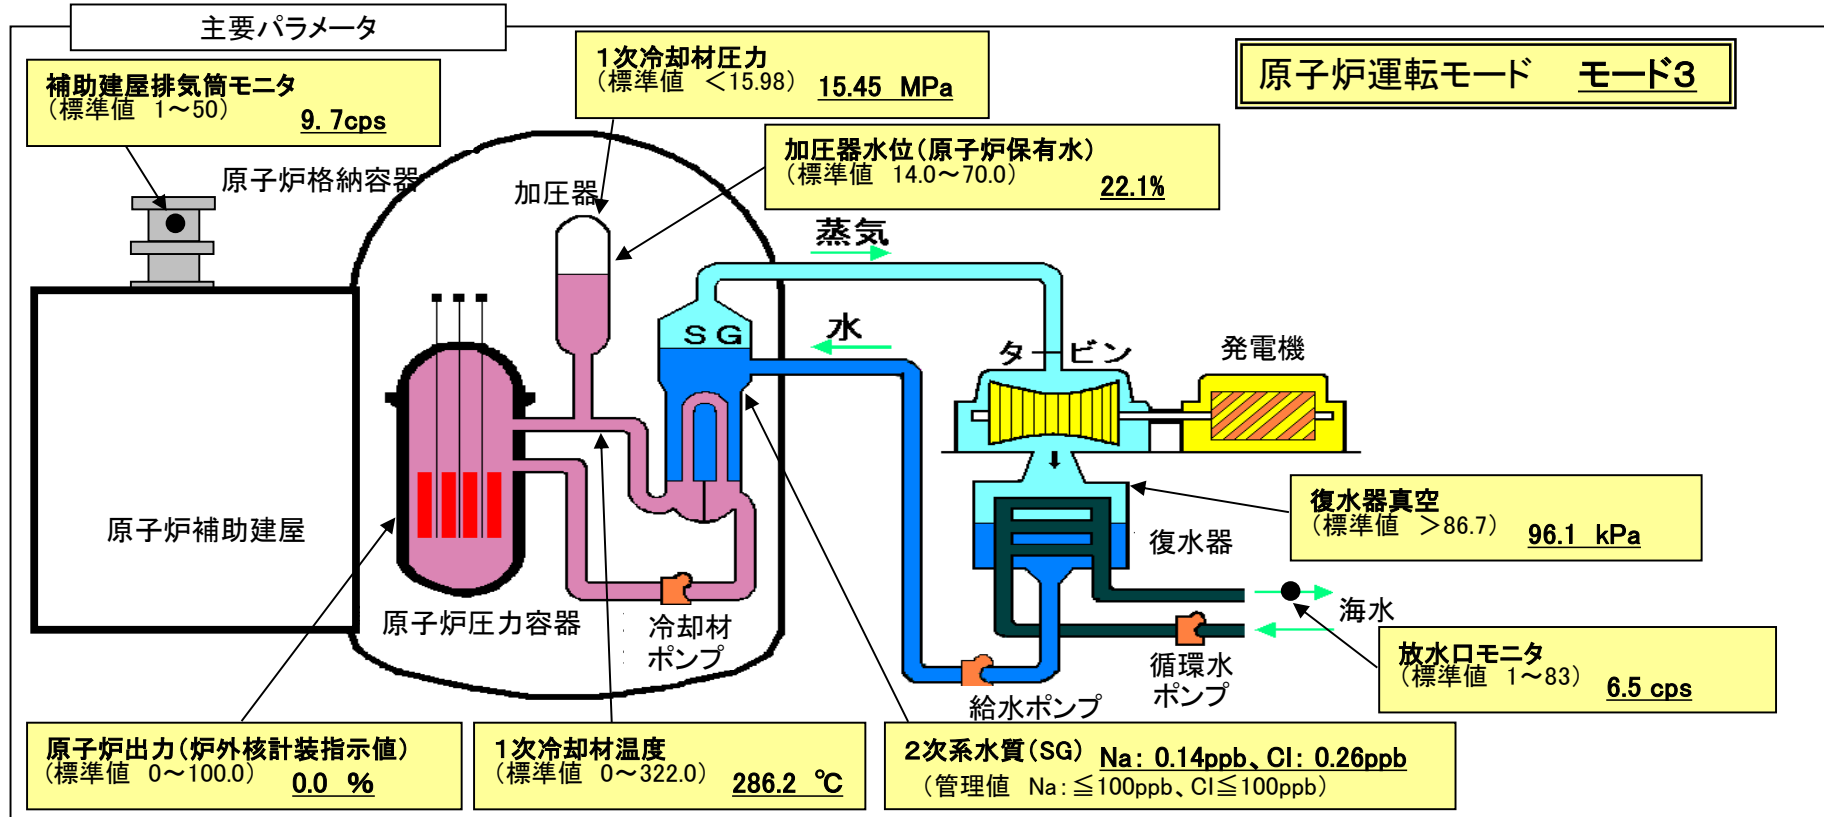 主要パラメータ
補助建屋排気筒モニタ
(標準値 1～50) 9.7cps
1次冷却材圧力
(標準値 ＜15.98) 15.45 MPa
原子炉運転モード モード3
加圧器水位(原子炉保有水)
(標準値 14.0～70.0) 22.1%
原子炉格納容器
加圧器
蒸気
水
SG
タービン
発電機
原子炉補助建屋
復水器真空
(標準値 ＞86.7) 96.1 kPa
復水器
原子炉圧力容器
冷却材
ポンプ
海水
循環水
ポンプ
給水ポンプ
放水口モニタ
(標準値 1～83) 6.5 cps
原子炉出力(炉外核計装指示値)
(標準値 0～100.0) 0.0 %
1次冷却材温度
(標準値 0～322.0) 286.2 ℃
2次系水質(SG) Na: 0.14ppb、Cl: 0.26ppb
(管理値 Na:≦100ppb、Cl≦100ppb)